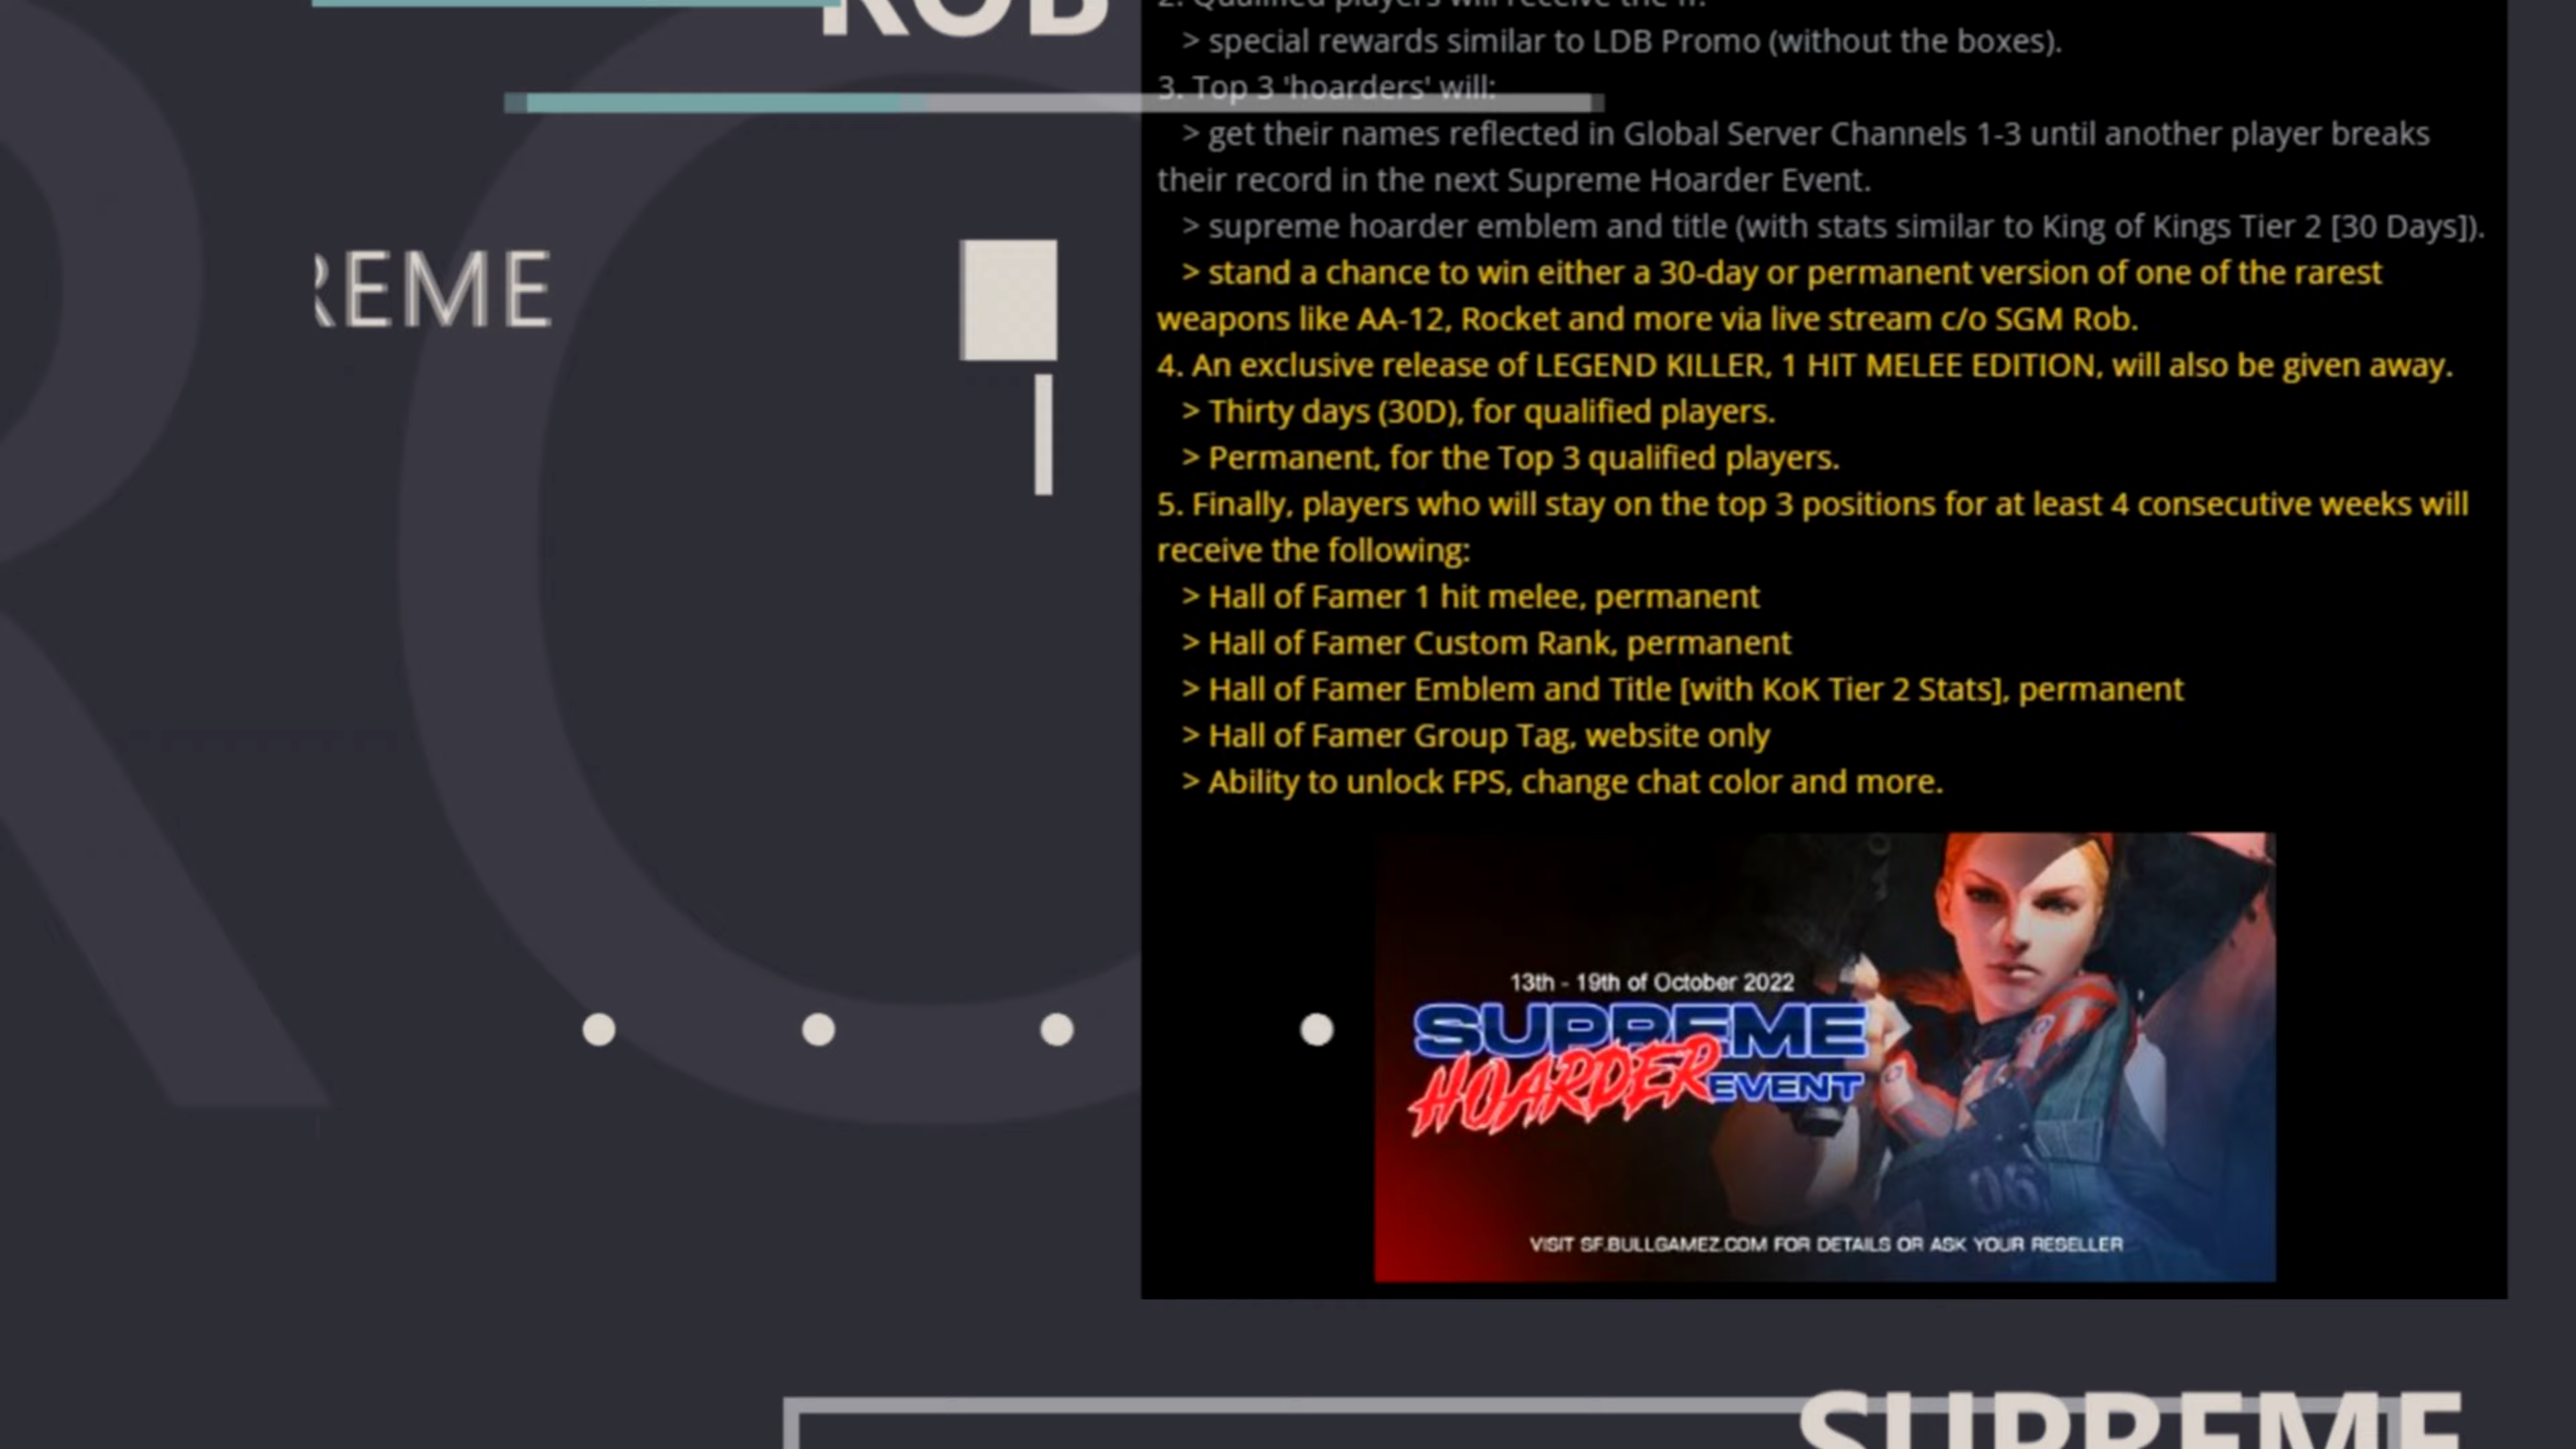 ROB
REME
2. Qualified players will receive the ff:
> special rewards similar to LDB Promo (without the boxes).
3. Top 3 'hoarders' will:
> get their names reflected in Global Server Channels 1-3 until another player breaks
their record in the next Supreme Hoarder Event.
> supreme hoarder emblem and title (with stats similar to King of Kings Tier 2 [30 Days]).
> stand a chance to win either a 30-day or permanent version of one of the rarest
weapons like AA-12, Rocket and more via live stream c/o SGM Rob.
4. An exclusive release of LEGEND KILLER, 1 HIT MELEE EDITION, will also be given away.
> Thirty days (30D), for qualified players.
> Permanent, for the Top 3 qualified players.
5. Finally, players who will stay on the top 3 positions for at least 4 consecutive weeks will
receive the following:
> Hall of Famer 1 hit melee, permanent
> Hall of Famer Custom Rank, permanent
> Hall of Famer Emblem and Title [with KoK Tier 2 Stats], permanent
> Hall of Famer Group Tag, website only
> Ability to unlock FPS, change chat color and more.
13th - 19th of October 2022
SUPREME
HOARDER EVENT
06
VISIT SF.BULLGAMEZ.COM FOR DETAILS OR ASK YOUR RESELLER
SUPREME